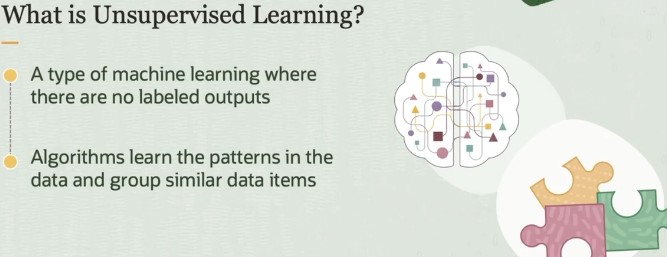 What is Unsupervised Learning?
A type of machine learning where
there are no labeled outputs
Algorithms learn the patterns in the
data and group similar data items